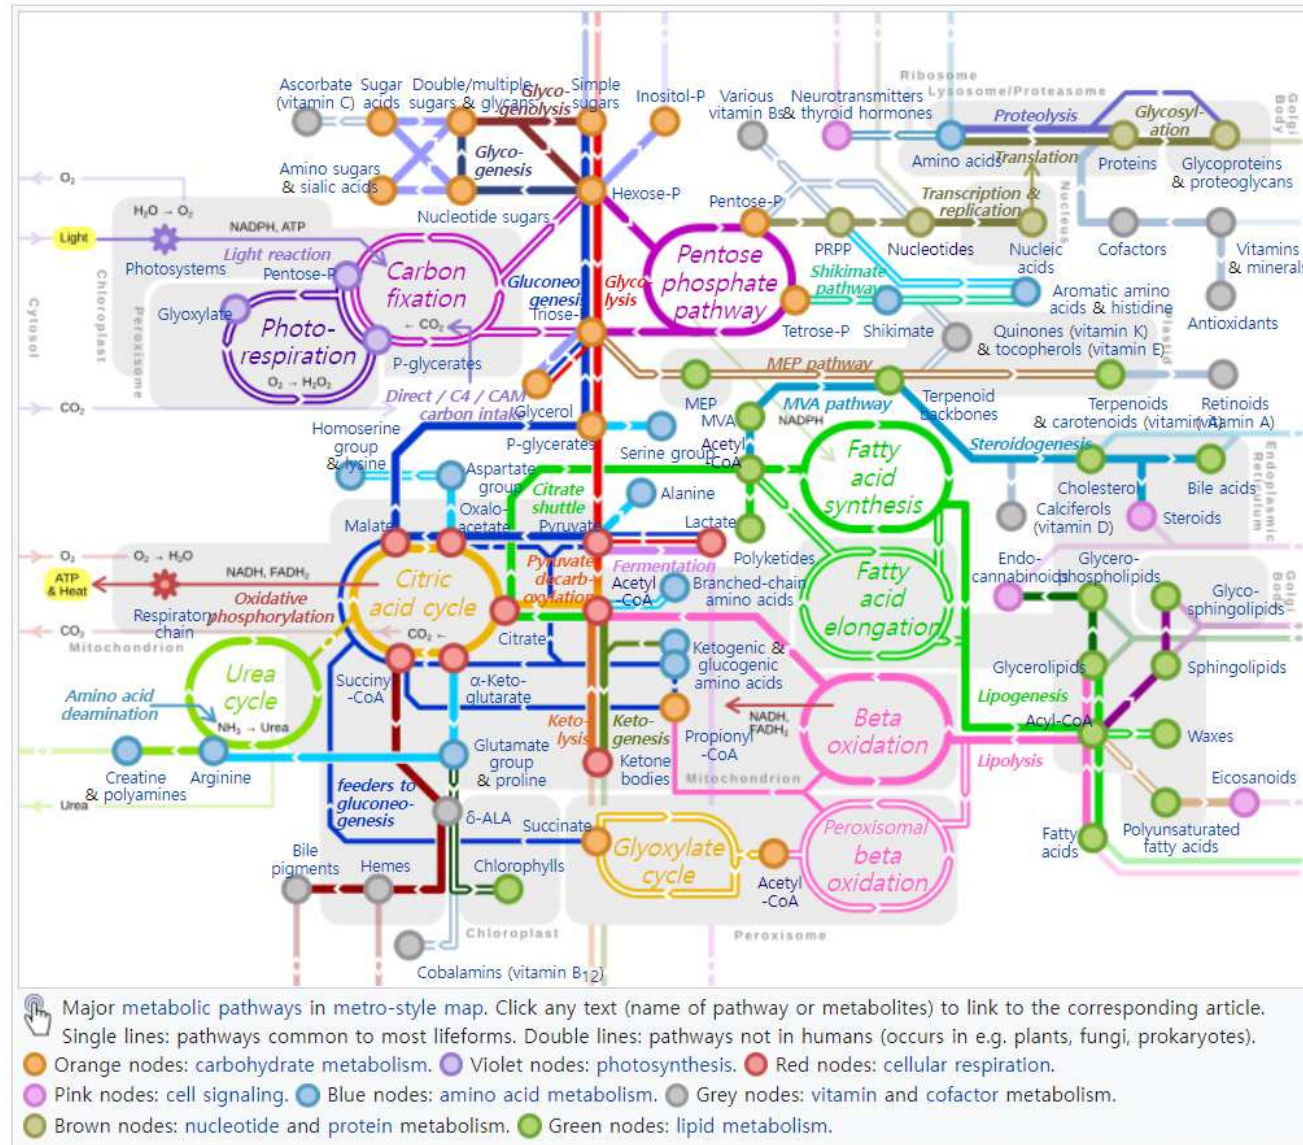 Ascorbate
(vitamin C)
Sugar
acids
Double/multiple
sugars & glycans
Glyco-
genolysis
Simple
sugars
Inositol-P
Various
vitamin Bs
Neurotransmitters
& thyroid hormones
Ribosome
Lysosome/Proteasome
Proteolysis
Glycosyl-
ation
Golgi
Body
Amino sugars
& sialic acids
Glyco-
genesis
Hexose-P
Nucleotide sugars
Amino acids
Translation
Proteins
Glycoproteins
& proteoglycans
Transcription &
replication
Nucleus
Pentose-P
PRPP
Nucleotides
Nucleic
acids
Cofactors
Vitamins
& minerals
Antioxidants
O₂
H₂O → O₂
Light
NADPH, ATP
Light reaction
Photosystems
Pentose-P
Carbon
fixation
← CO₂
Glyoxylate
Photo-
respiration
O₂ → H₂O₂
P-glycerates
Cytosol
Chloroplast
Peroxisome
CO₂
Direct / C4 / CAM
carbon intake
Gluconeo-
genesis
Glyco-
lysis
Triose-P
Pentose
phosphate
pathway
Tetrose-P
Shikimate
pathway
Shikimate
Aromatic amino
acids & histidine
Quinones (vitamin K)
& tocopherols (vitamin E)
Plastid
MEP pathway
MEP
MVA pathway
MVA
Terpenoid
backbones
Terpenoids
& carotenoids (vitamin A)
Retinoids
(vitamin A)
Glycerol
P-glycerates
Serine group
Homoserine
group
& lysine
Aspartate
group
Acetyl
-CoA
NADPH
Fatty
acid
synthesis
Steroidogenesis
Cholesterol
Bile acids
Calciferols
(vitamin D)
Steroids
Endoplasmic
Reticulum
Citrate
shuttle
Alanine
Malate
Oxalo-
acetate
Pyruvate
Lactate
Polyketides
Fermentation
Pyruvate
decarb-
oxylation
Acetyl
-CoA
Branched-chain
amino acids
Fatty
acid
elongation
Endo-
cannabinoids
Glycero-
phospholipids
Glyco-
sphingolipids
Golgi
Body
O₂
O₂ → H₂O
ATP
& Heat
NADH, FADH₂
Oxidative
phosphorylation
Respiratory
chain
CO₂
Mitochondrion
Citric
acid cycle
CO₂ ←
Citrate
Ketogenic &
glucogenic
amino acids
Glycerolipids
Sphingolipids
Urea
cycle
NH₃ → Urea
Amino acid
deamination
Succiny
-CoA
α-Keto-
glutarate
Keto-
lysis
Keto-
genesis
Propionyl
-CoA
NADH,
FADH₂
Beta
oxidation
Lipogenesis
Lipolysis
Acyl-CoA
Waxes
Creatine
& polyamines
Arginine
Glutamate
group
& proline
Ketone
bodies
Mitochondrion
Eicosanoids
Urea
feeders to
gluconeo-
genesis
δ-ALA
Succinate
Glyoxylate
cycle
Acetyl
-CoA
Peroxisomal
beta
oxidation
Fatty
acids
Polyunsaturated
fatty acids
Bile
pigments
Hemes
Chlorophylls
Chloroplast
Peroxisome
Cobalamins (vitamin B₁₂)
Major metabolic pathways in metro-style map. Click any text (name of pathway or metabolites) to link to the corresponding article.
Single lines: pathways common to most lifeforms. Double lines: pathways not in humans (occurs in e.g. plants, fungi, prokaryotes).
Orange nodes: carbohydrate metabolism. Violet nodes: photosynthesis. Red nodes: cellular respiration.
Pink nodes: cell signaling. Blue nodes: amino acid metabolism. Grey nodes: vitamin and cofactor metabolism.
Brown nodes: nucleotide and protein metabolism. Green nodes: lipid metabolism.